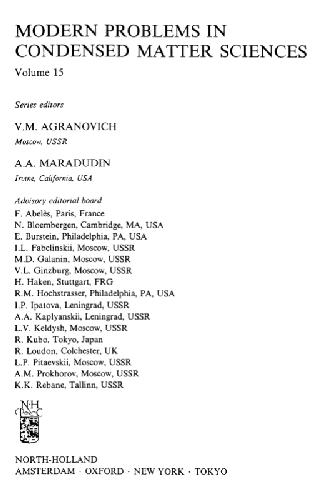 MODERN PROBLEMS IN
CONDENSED MATTER SCIENCES
Volume 15
Series editors
V.M. AGRANOVICH
Moscow, USSR
A.A. MARADUDIN
Irvine, California, USA
Advisory editorial board
F. Abelès, Paris, France
N. Bloembergen, Cambridge, MA, USA
E. Burstein, Philadelphia, PA, USA
I.L. Fabelinskii, Moscow, USSR
M.D. Galanin, Moscow, USSR
V.L. Ginzburg, Moscow, USSR
H. Haken, Stuttgart, FRG
R.M. Hochstrasser, Philadelphia, PA, USA
I.P. Ipatova, Leningrad, USSR
A.A. Kaplyanskii, Leningrad, USSR
L.V. Keldysh, Moscow, USSR
R. Kubo, Tokyo, Japan
R. Loudon, Colchester, UK
L.P. Pitaevskii, Moscow, USSR
A.M. Prokhorov, Moscow, USSR
K.K. Rebane, Tallinn, USSR
N·H
NORTH-HOLLAND
AMSTERDAM · OXFORD · NEW YORK · TOKYO